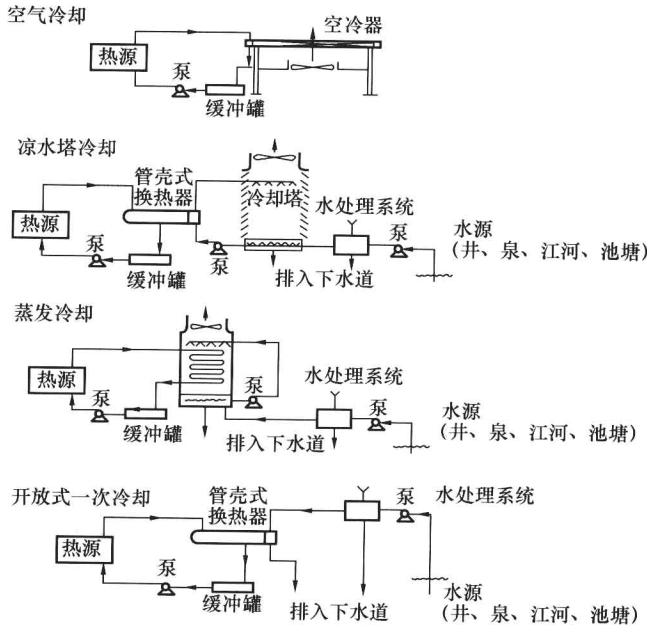 空气冷却
空冷器
热源
泵
缓冲罐
凉水塔冷却
管壳式
换热器
冷却塔
水处理系统
热源
泵
水源
(井、泉、江河、池塘)
泵
泵
缓冲罐
排入下水道
蒸发冷却
热源
泵
水处理系统
泵
泵
水源
(井、泉、江河、池塘)
缓冲罐
排入下水道
开放式一次冷却
管壳式
换热器
泵
水处理系统
热源
泵
缓冲罐
排入下水道
水源
(井、泉、江河、池塘)